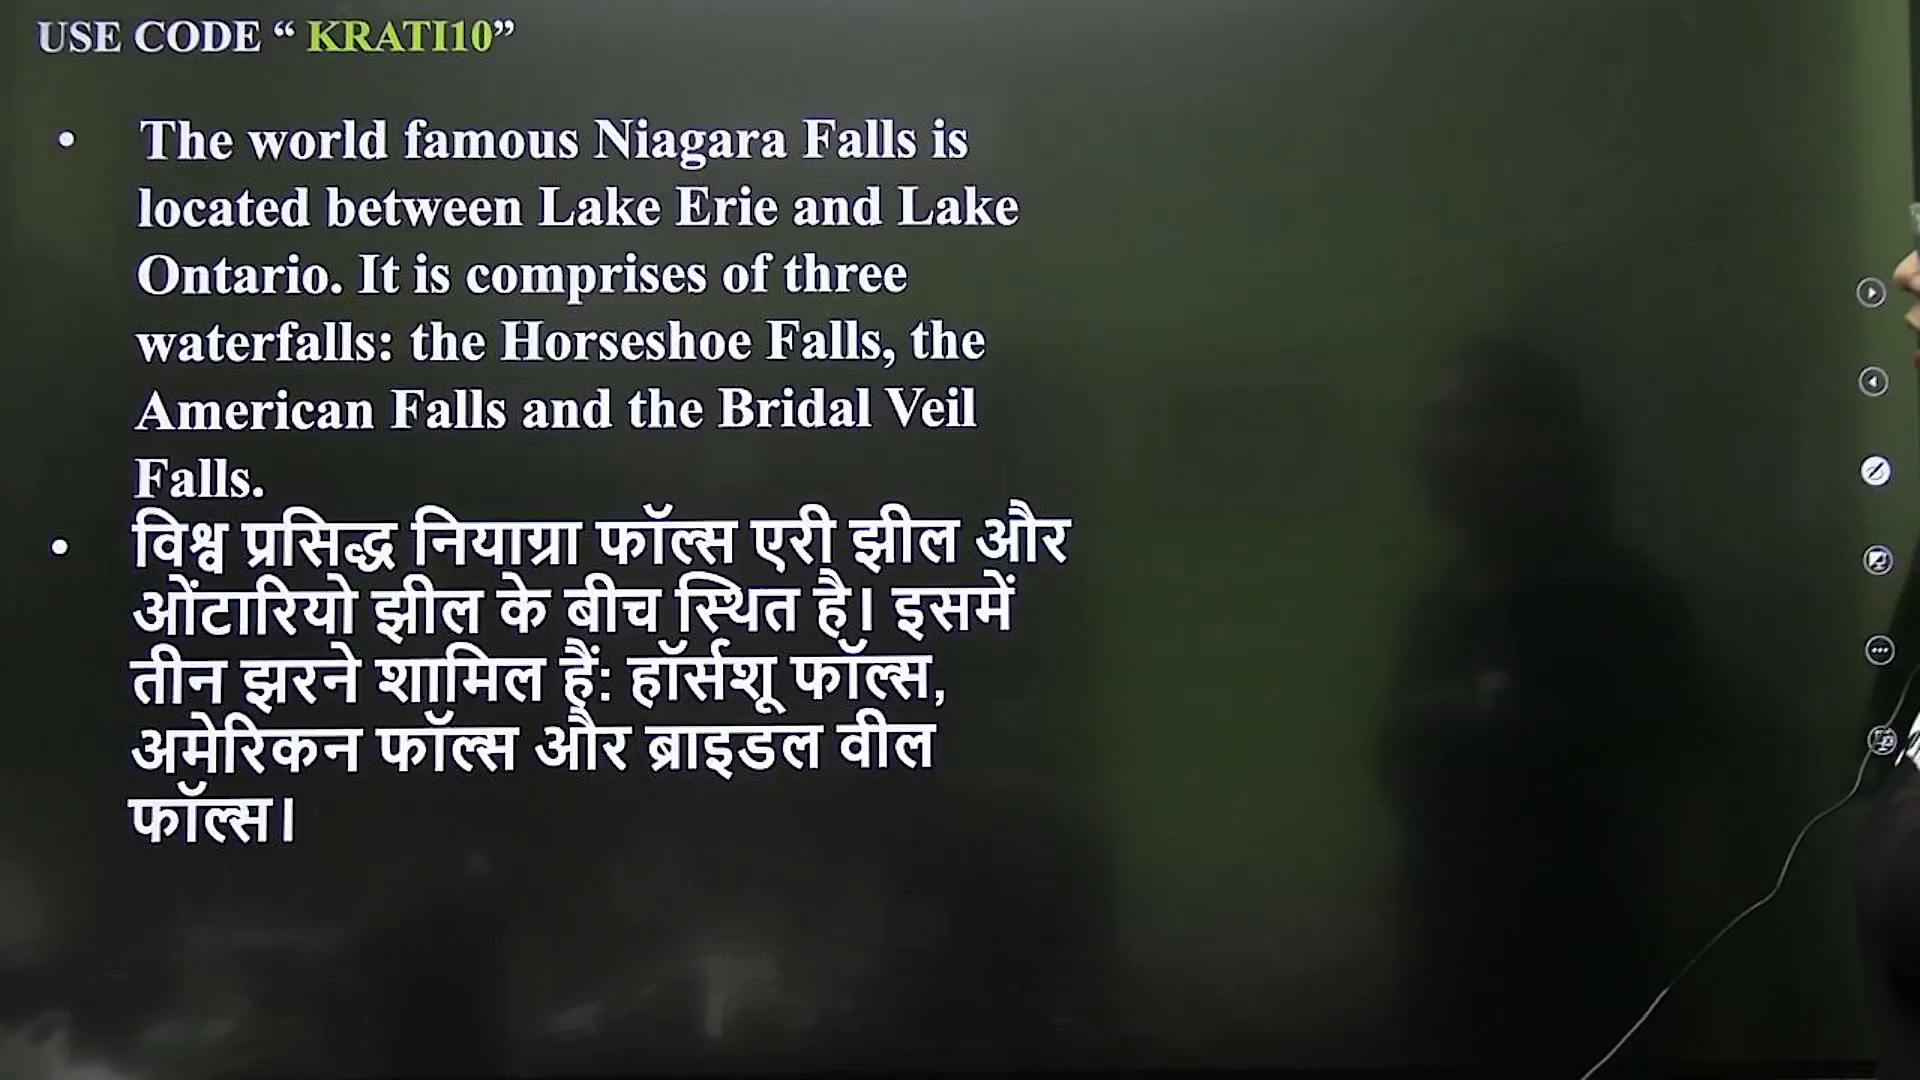 USE CODE “ KRATI10”
• The world famous Niagara Falls is
located between Lake Erie and Lake
Ontario. It is comprises of three
waterfalls: the Horseshoe Falls, the
American Falls and the Bridal Veil
Falls.
• विश्व प्रसिद्ध नियाग्रा फॉल्स एरी झील और
ओंटारियो झील के बीच स्थित है। इसमें
तीन झरने शामिल हैं: हॉर्सशू फॉल्स,
अमेरिकन फॉल्स और ब्राइडल वील
फॉल्स।